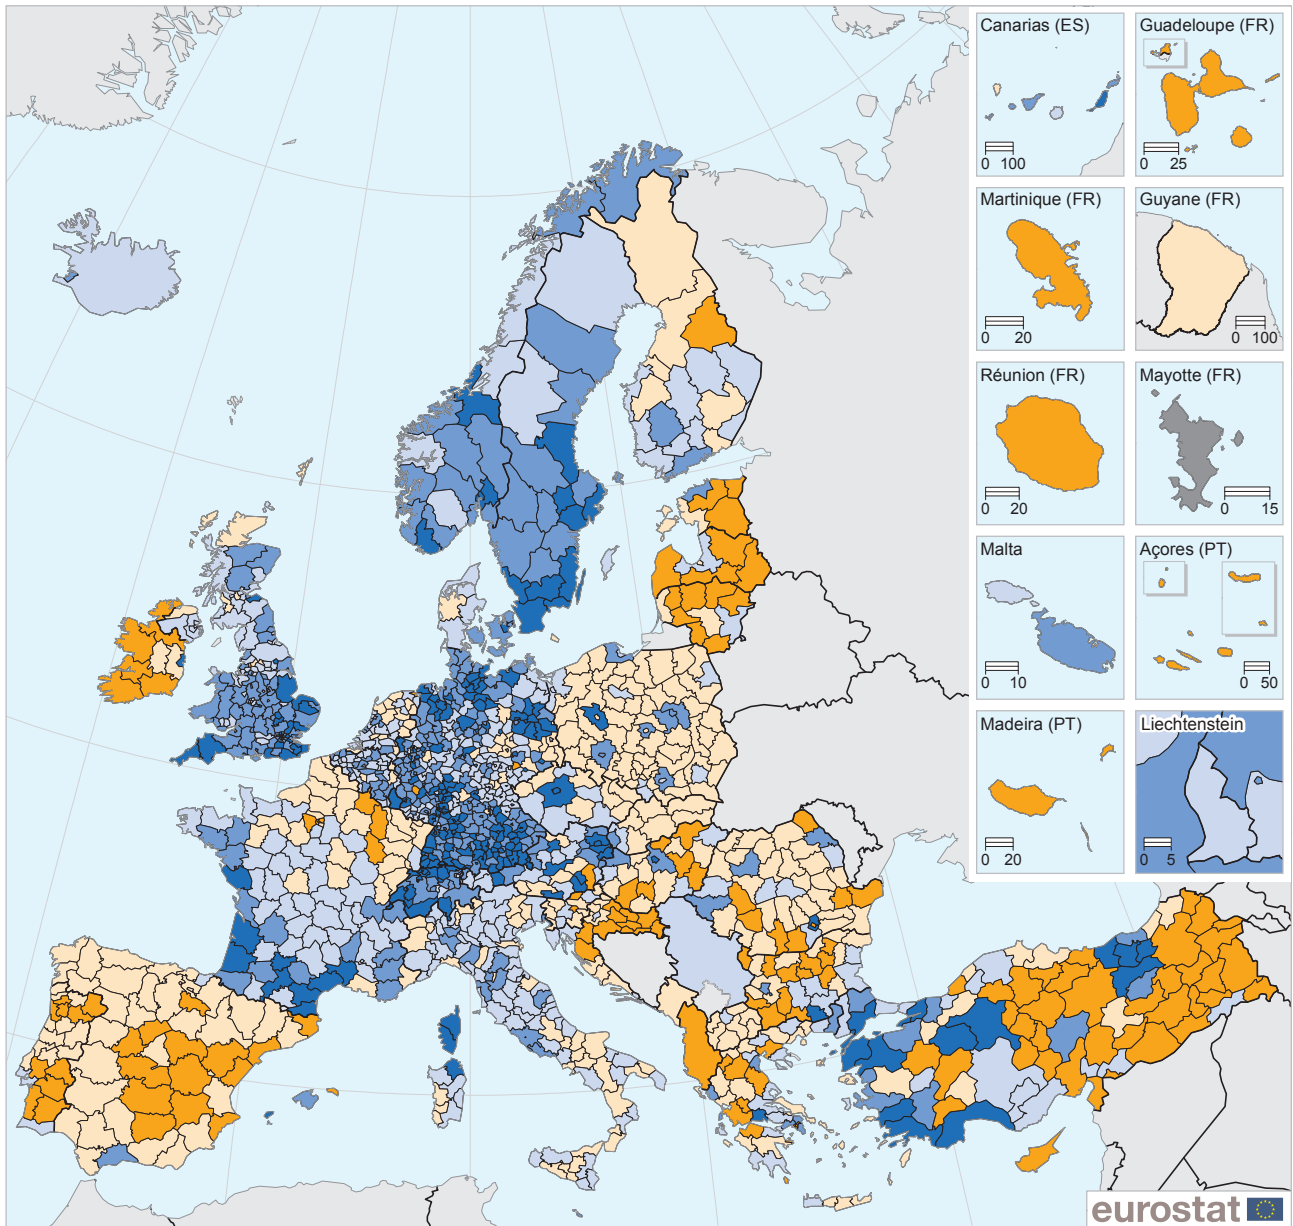 Canarias (ES)
0 100
Guadeloupe (FR)
0 25
Martinique (FR)
0 20
Guyane (FR)
0 100
Réunion (FR)
0 20
Mayotte (FR)
0 15
Malta
0 10
Açores (PT)
0 50
Madeira (PT)
0 20
Liechtenstein
0 5
eurostat